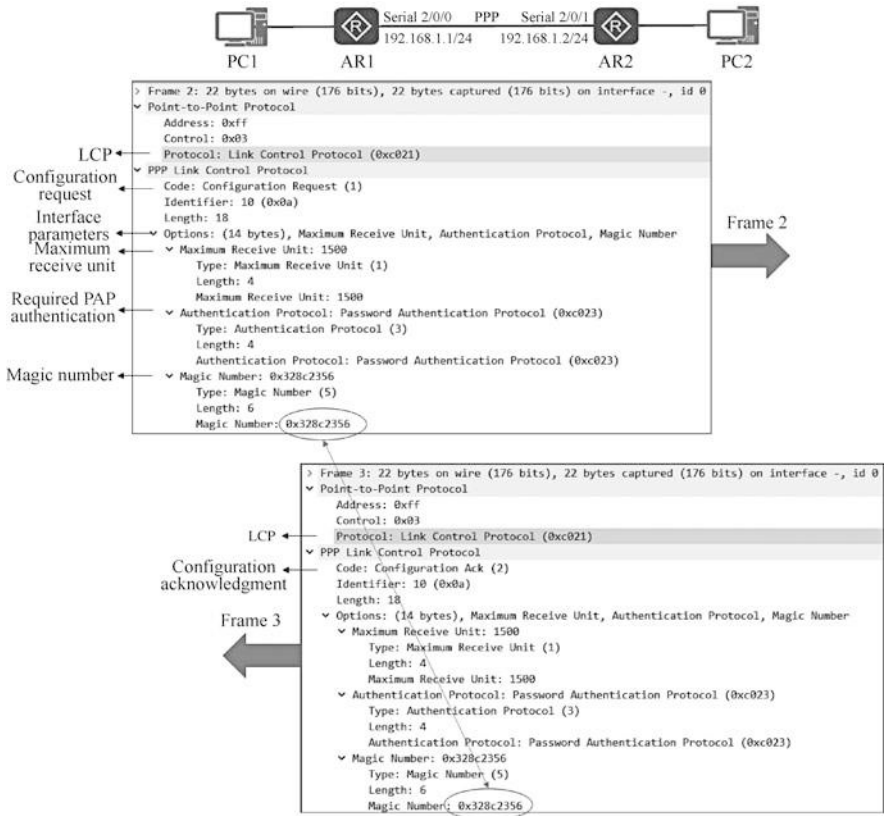 Serial 2/0/0 PPP Serial 2/0/1
192.168.1.1/24 192.168.1.2/24
R R
PC1 AR1 AR2 PC2
> Frame 2: 22 bytes on wire (176 bits), 22 bytes captured (176 bits) on interface -, id 0
Point-to-Point Protocol
Address: 0xff
Control: 0x03
LCP
Protocol: Link Control Protocol (0xc021)
PPP Link Control Protocol
Configuration request
Code: Configuration Request (1)
Identifier: 10 (0x0a)
Length: 18
Interface parameters
Options: (14 bytes), Maximum Receive Unit, Authentication Protocol, Magic Number
Maximum receive unit
Maximum Receive Unit: 1500
Type: Maximum Receive Unit (1)
Length: 4
Maximum Receive Unit: 1500
Required PAP authentication
Authentication Protocol: Password Authentication Protocol (0xc023)
Type: Authentication Protocol (3)
Length: 4
Authentication Protocol: Password Authentication Protocol (0xc023)
Magic number
Magic Number: 0x328c2356
Type: Magic Number (5)
Length: 6
Magic Number: 0x328c2356
Frame 2
> Frame 3: 22 bytes on wire (176 bits), 22 bytes captured (176 bits) on interface -, id 0
Point-to-Point Protocol
Address: 0xff
Control: 0x03
LCP
Protocol: Link Control Protocol (0xc021)
PPP Link Control Protocol
Configuration acknowledgment
Code: Configuration Ack (2)
Identifier: 10 (0x0a)
Length: 18
Frame 3
Options: (14 bytes), Maximum Receive Unit, Authentication Protocol, Magic Number
Maximum Receive Unit: 1500
Type: Maximum Receive Unit (1)
Length: 4
Maximum Receive Unit: 1500
Authentication Protocol: Password Authentication Protocol (0xc023)
Type: Authentication Protocol (3)
Length: 4
Authentication Protocol: Password Authentication Protocol (0xc023)
Magic Number: 0x328c2356
Type: Magic Number (5)
Length: 6
Magic Number: 0x328c2356